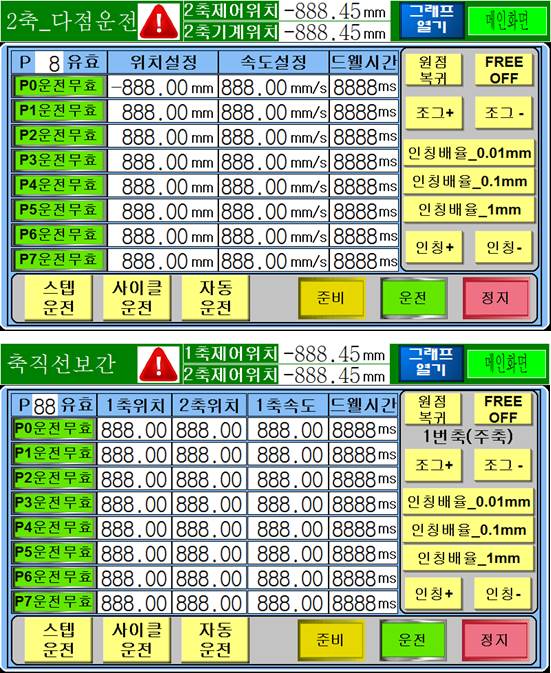 2축_다점운전 2축제어위치 -888.45mm 그래프 열기 메인화면
2축기계위치 -888.45mm
P 8 유효 위치설정 속도설정 드웰시간 원점 복귀 FREE OFF
P0운전무효 -888.00mm 888.00mm/s 8888ms
P1운전무효 888.00mm 888.00mm/s 8888ms 조그+ 조그 -
P2운전무효 888.00mm 888.00mm/s 8888ms
P3운전무효 888.00mm 888.00mm/s 8888ms 인칭배율_0.01mm
P4운전무효 888.00mm 888.00mm/s 8888ms 인칭배율_0.1mm
P5운전무효 888.00mm 888.00mm/s 8888ms 인칭배율_1mm
P6운전무효 888.00mm 888.00mm/s 8888ms 인칭+ 인칭-
P7운전무효 888.00mm 888.00mm/s 8888ms
스텝 운전 사이클 운전 자동 운전 준비 운전 정지
축직선보간 1축제어위치 -888.45mm 그래프 열기 메인화면
2축제어위치 -888.45mm
P 88 유효 1축위치 2축위치 1축속도 드웰시간 원점 복귀 FREE OFF
P0운전무효 888.00 888.00 888.00 8888ms 1번축(주축)
P1운전무효 888.00 888.00 888.00 8888ms 조그+ 조그 -
P2운전무효 888.00 888.00 888.00 8888ms
P3운전무효 888.00 888.00 888.00 8888ms 인칭배율_0.01mm
P4운전무효 888.00 888.00 888.00 8888ms 인칭배율_0.1mm
P5운전무효 888.00 888.00 888.00 8888ms 인칭배율_1mm
P6운전무효 888.00 888.00 888.00 8888ms
P7운전무효 888.00 888.00 888.00 8888ms 인칭+ 인칭-
스텝 운전 사이클 운전 자동 운전 준비 운전 정지